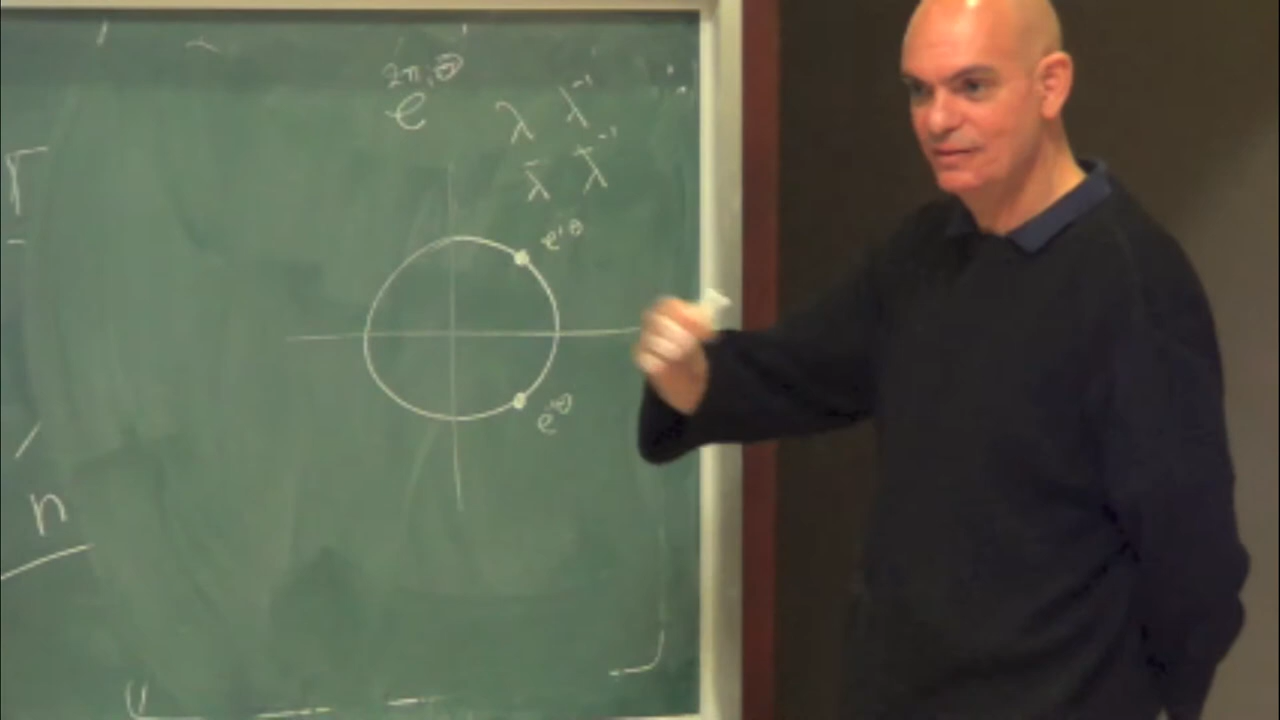 e^{2πiθ}
λ λ⁻¹
λ̄ λ̄⁻¹
Γ
e^{iθ}
e^{iθ}
n